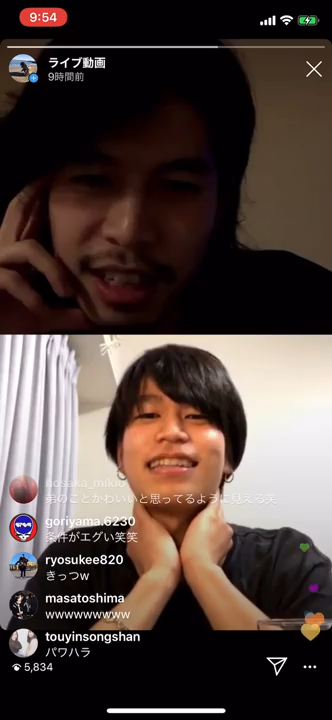 9:54
ライブ動画
9時間前
hosaka_mikio
弟のことかわいいと思ってるように見える笑
goriyama.6230
条件がエグい笑笑
ryosukee820
きっつw
masatoshima
wwwwwwwww
touyinsongshan
パワハラ
5,834